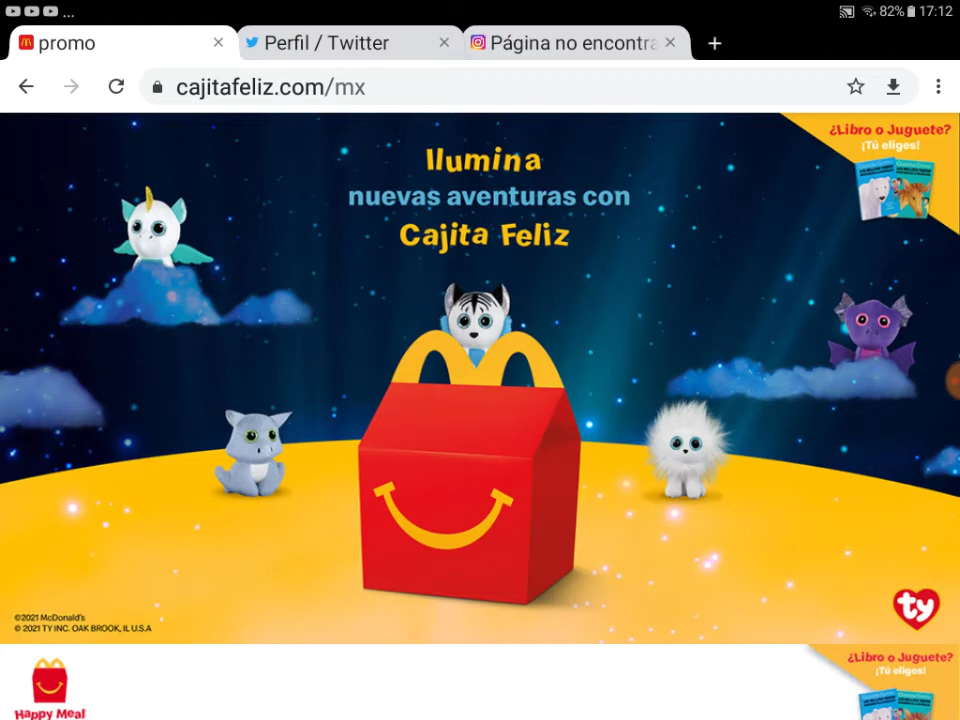 ...
82%
17:12
promo
Perfil / Twitter
Página no encontra
cajitafeliz.com/mx
¿Libro o Juguete?
¡Tú eliges!
Ilumina
nuevas aventuras con
Cajita Feliz
©2021 McDonald's
© 2021 TY INC. OAK BROOK, IL U.S.A
ty
Happy Meal
¿Libro o Juguete?
¡Tú eliges!